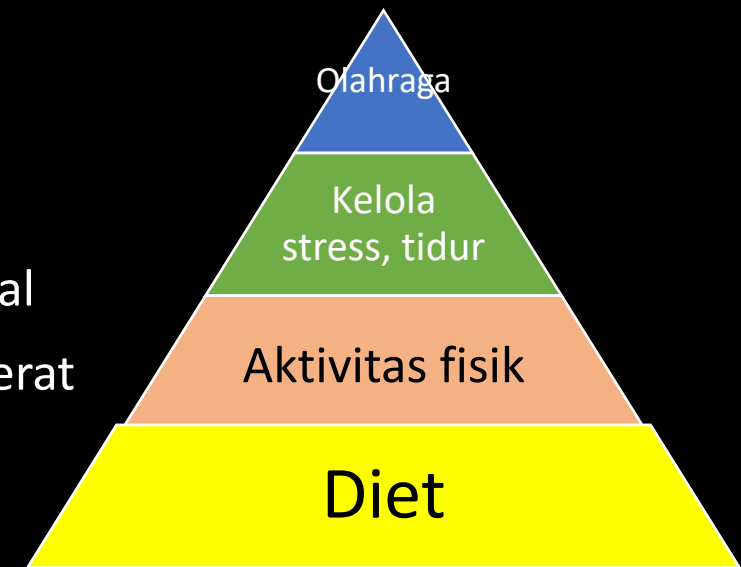 Olahraga
Kelola
stress, tidur
al
Aktivitas fisik
erat
Diet